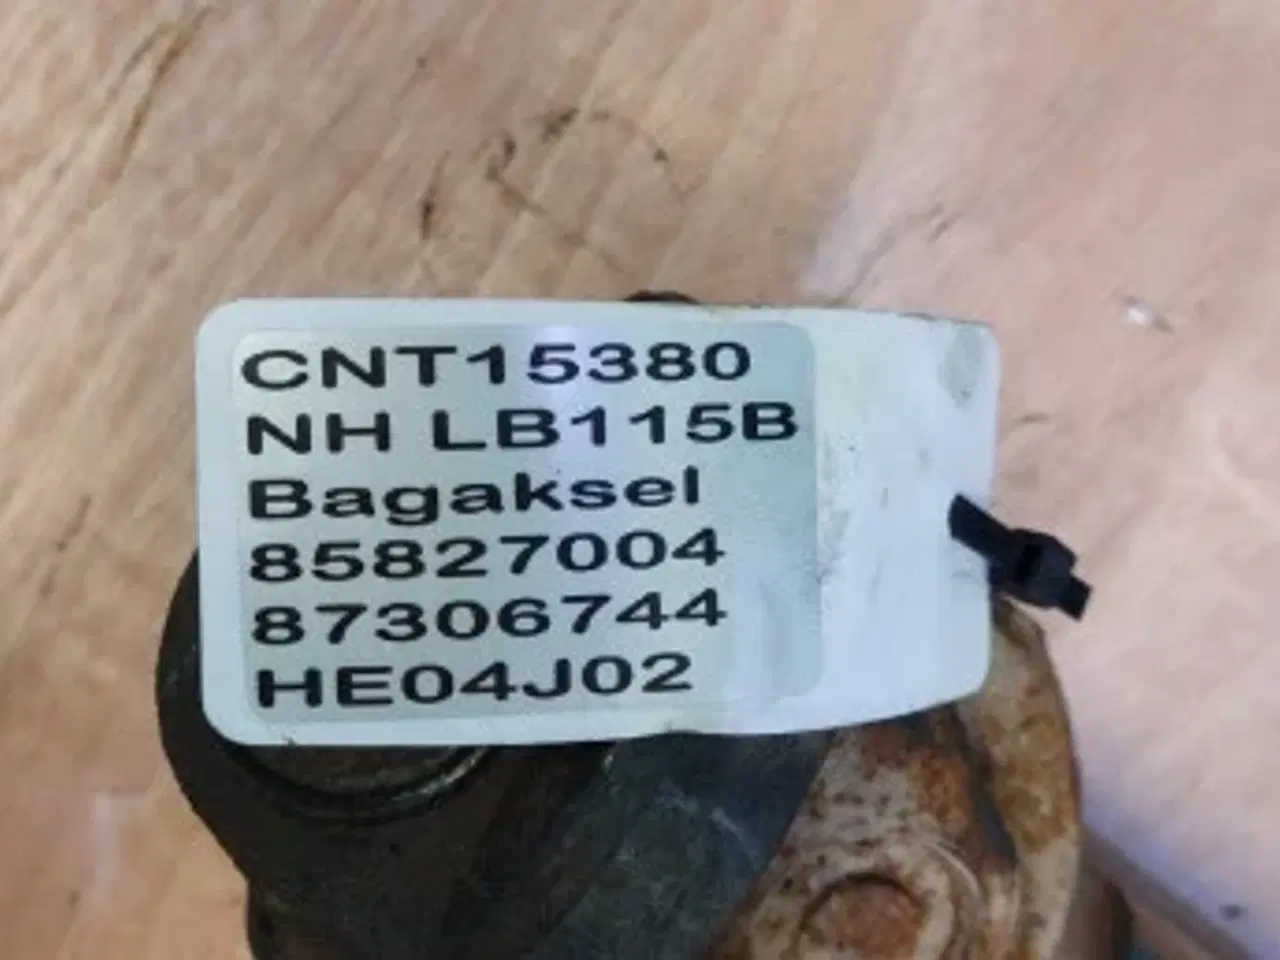 CNT15380
NH LB115B
Bagaksel
85827004
87306744
HE04J02